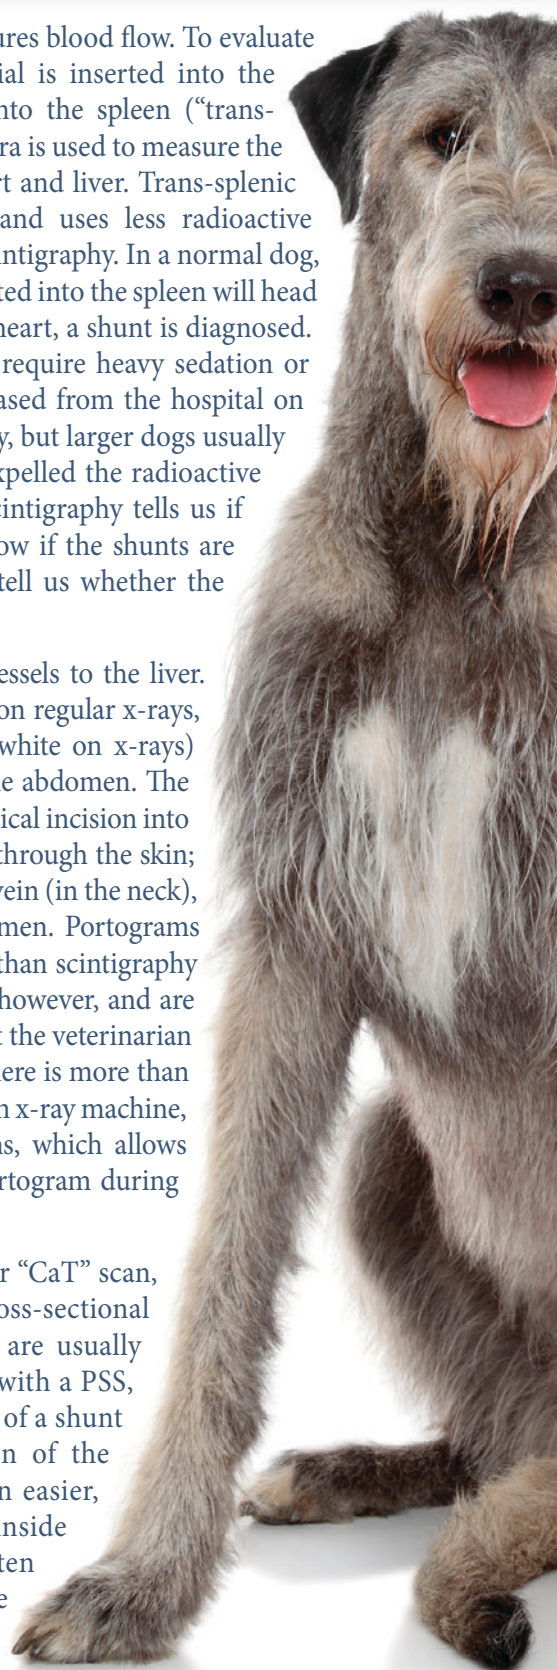 ures blood flow. To evaluate
ial is inserted into the
nto the spleen (“trans-
ra is used to measure the
rt and liver. Trans-splenic
and uses less radioactive
intigraphy. In a normal dog,
ted into the spleen will head
heart, a shunt is diagnosed.
require heavy sedation or
ased from the hospital on
y, but larger dogs usually
xpelled the radioactive
cintigraphy tells us if
ow if the shunts are
tell us whether the
essels to the liver.
on regular x-rays,
white on x-rays)
e abdomen. The
ical incision into
through the skin;
vein (in the neck),
men. Portograms
than scintigraphy
however, and are
t the veterinarian
ere is more than
n x-ray machine,
ns, which allows
rtogram during
r “CaT” scan,
oss-sectional
are usually
with a PSS,
of a shunt
n of the
n easier,
inside
ten
e